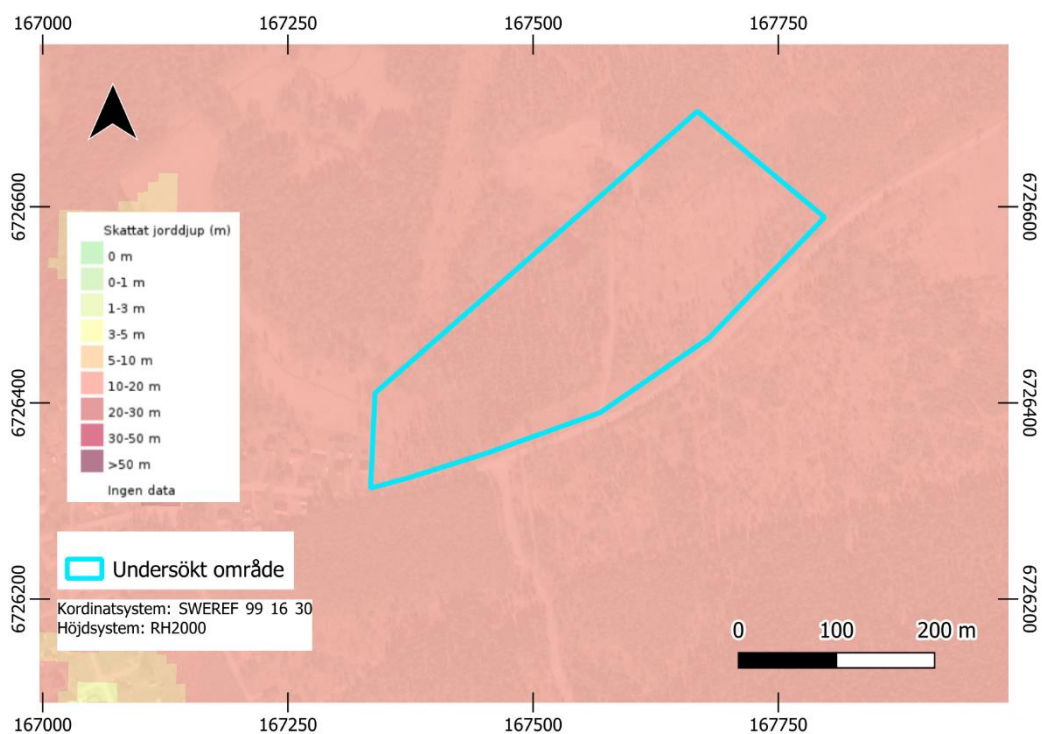 167000 167250 167500 167750
6726600 6726600
Skattat jorddjup (m)
0 m
0-1 m
1-3 m
3-5 m
5-10 m
10-20 m
20-30 m
30-50 m
>50 m
Ingen data
6726400 6726400
Undersökt område
Kordinatsystem: SWEREF 99 16 30
Höjdsystem: RH2000
6726200 6726200
0 100 200 m
167000 167250 167500 167750